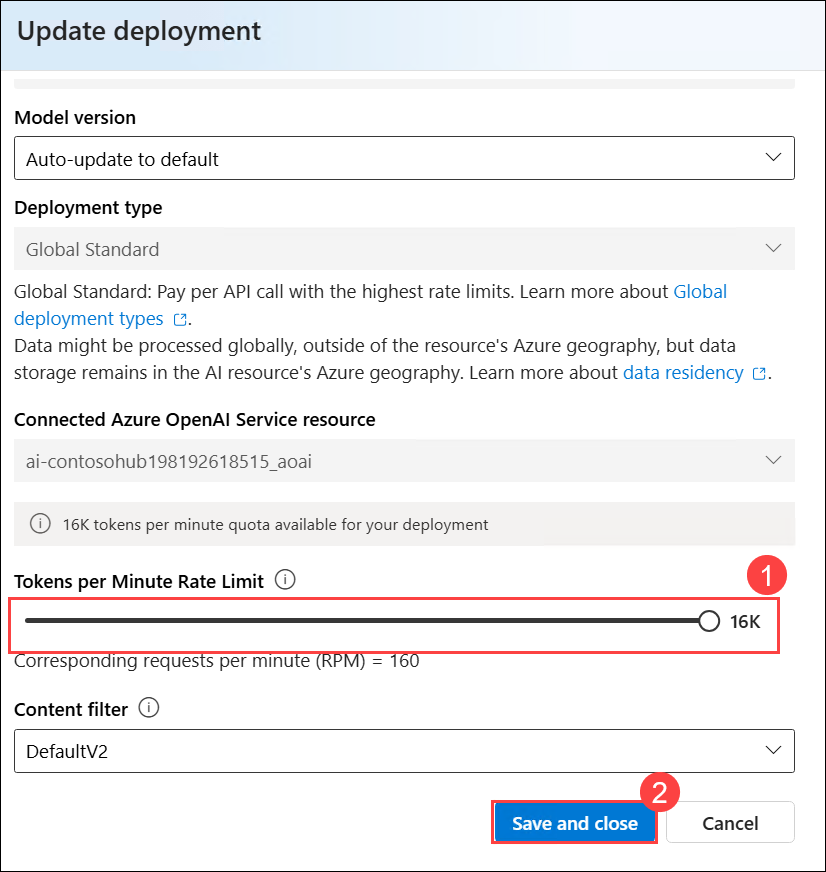 Update deployment
Model version
Auto-update to default
Deployment type
Global Standard
Global Standard: Pay per API call with the highest rate limits. Learn more about Global
deployment types.
Data might be processed globally, outside of the resource's Azure geography, but data
storage remains in the AI resource's Azure geography. Learn more about data residency.
Connected Azure OpenAI Service resource
ai-contosohub198192618515_aoai
16K tokens per minute quota available for your deployment
Tokens per Minute Rate Limit
1
16K
Corresponding requests per minute (RPM) = 160
Content filter
DefaultV2
2
Save and close
Cancel